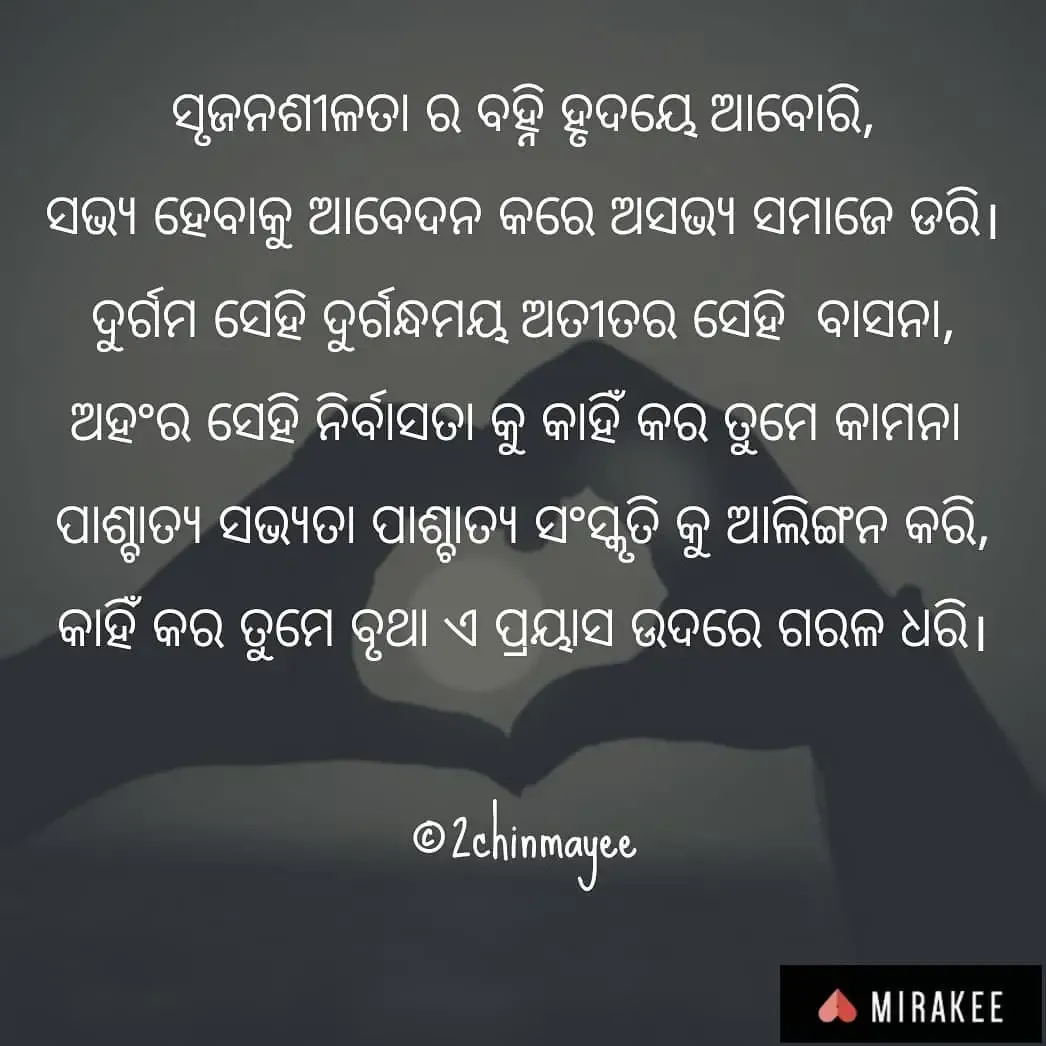 ସୃଜନଶୀଳତା ର ବହ୍ନି ହୃଦୟେ ଆବୋରି,
ସଭ୍ୟ ହେବାକୁ ଆବେଦନ କରେ ଅସଭ୍ୟ ସମାଜେ ଡରି।
ଦୁର୍ଗମ ସେହି ଦୁର୍ଗନ୍ଧମୟ ଅତୀତର ସେହି ବାସନା,
ଅହଂର ସେହି ନିର୍ବାସତା କୁ କାହିଁ କର ତୁମେ କାମନା
ପାଶ୍ଚାତ୍ୟ ସଭ୍ୟତା ପାଶ୍ଚାତ୍ୟ ସଂସ୍କୃତି କୁ ଆଲିଙ୍ଗନ କରି,
କାହିଁ କର ତୁମେ ବୃଥା ଏ ପ୍ରୟାସ ଉଦରେ ଗରଳ ଧରି।
©2chinmayee
MIRAKEE